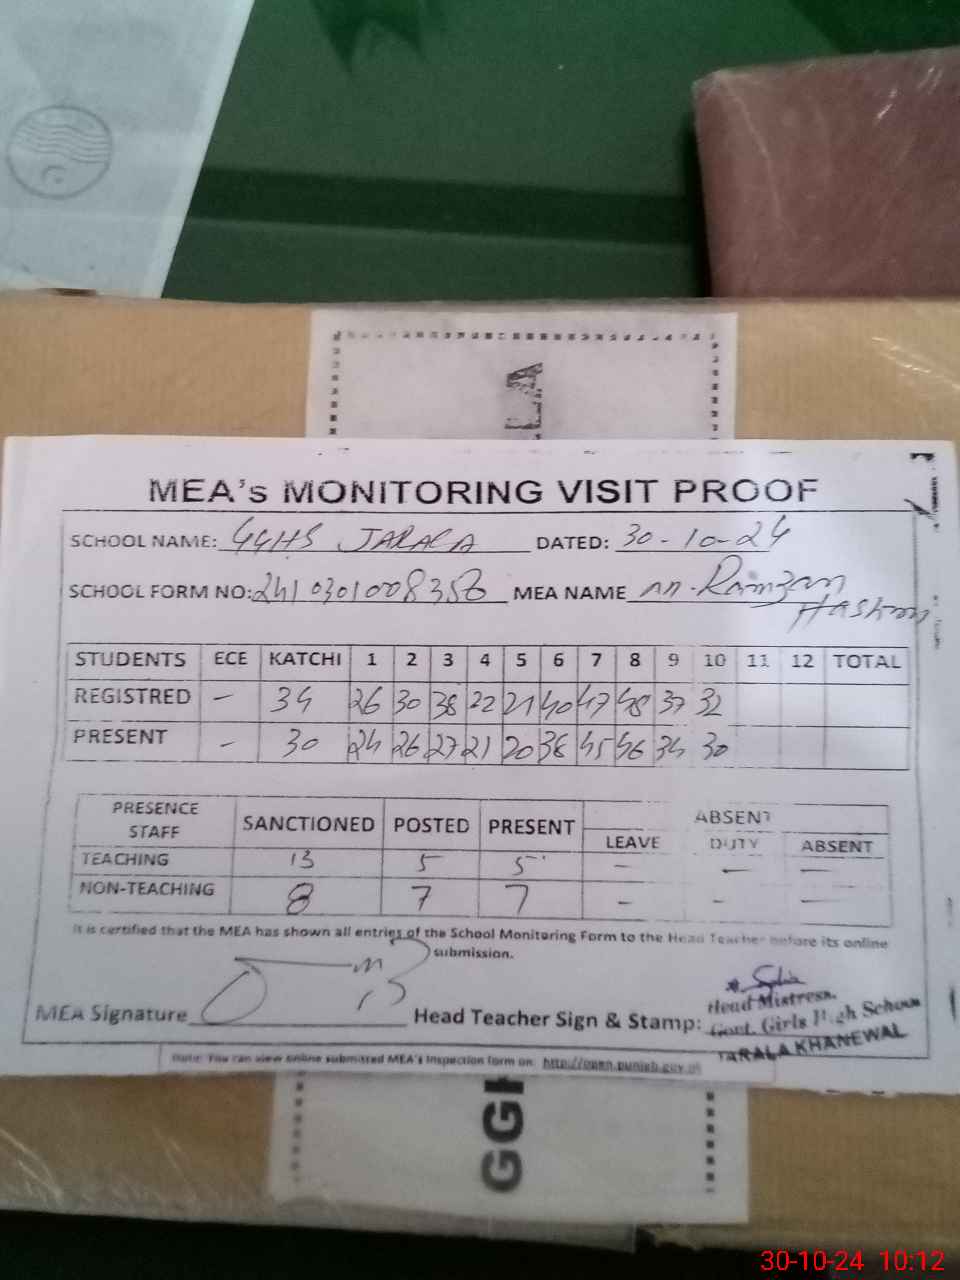 MEA's MONITORING VISIT PROOF
SCHOOL NAME: GGHS JARALA DATED: 30-10-24
SCHOOL FORM NO: 2410301008356 MEA NAME M. Ramzan
Hashmi
STUDENTS ECE KATCHI 1 2 3 4 5 6 7 8 9 10 11 12 TOTAL
REGISTRED – 34 26 30 38 22 21 40 47 48 37 32
PRESENT – 30 24 26 27 21 20 38 45 46 34 30
PRESENCE STAFF SANCTIONED POSTED PRESENT ABSENT
LEAVE DUTY ABSENT
TEACHING 13 5 5 – – –
NON-TEACHING 8 7 7 – – –
It is certified that the MEA has shown all entries of the School Monitoring Form to the Head Teacher before its online
submission.
MEA Signature Head Teacher Sign & Stamp:
Head Mistress.
Govt. Girls High School
JARALA KHANEWAL
Note: You can view online submitted MEA's Inspection form on: http://open.punjab.gov.pk
GGH
30-10-24 10:12